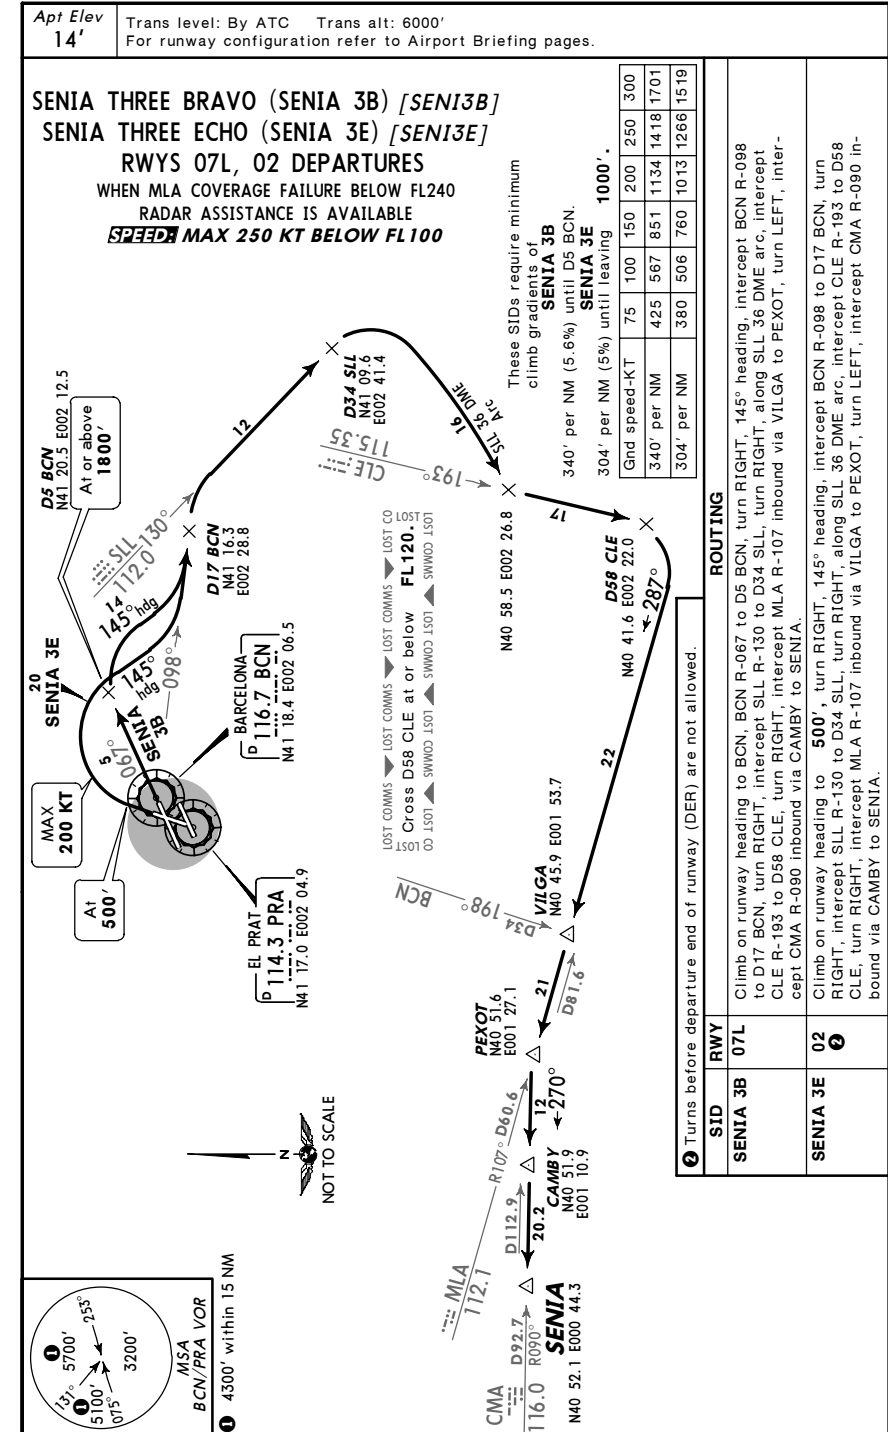 Apt Elev
14'
Trans level: By ATC Trans alt: 6000'
For runway configuration refer to Airport Briefing pages.
SENIA THREE BRAVO (SENIA 3B) [SENI3B]
SENIA THREE ECHO (SENIA 3E) [SENI3E]
RWYS 07L, 02 DEPARTURES
WHEN MLA COVERAGE FAILURE BELOW FL240
RADAR ASSISTANCE IS AVAILABLE
SPEED: MAX 250 KT BELOW FL100
These SIDs require minimum
climb gradients of
SENIA 3B
340' per NM (5.6%) until D5 BCN.
SENIA 3E
304' per NM (5%) until leaving 1000'.
Gnd speed-KT 75 100 150 200 250 300
340' per NM 425 567 851 1134 1418 1701
304' per NM 380 506 760 1013 1266 1519
D5 BCN
N41 20.5 E002 12.5
At or above
1800'
SLL
112.0
130°
14
145° hdg
D17 BCN
N41 16.3
E002 28.8
12
D34 SLL
N41 09.6
E002 41.4
16
SLL 36 DME
Arc
CLE
115.35
193°
N40 58.5 E002 26.8
17
D58 CLE
N40 41.6 E002 22.0
287°
20
SENIA 3E
145°
hdg
098°
SENIA
3B
5
067°
MAX
200 KT
At
500'
BARCELONA
D 116.7 BCN
N41 18.4 E002 06.5
EL PRAT
D 114.3 PRA
N41 17.0 E002 04.9
LOST COMMS LOST COMMS LOST COMMS LOST CO
LOST
Cross D58 CLE at or below FL120.
LOST
LOST COMMS LOST COMMS LOST COMMS LOST CO
22
VILGA
N40 45.9 E001 53.7
BCN
198°
D34
D81.6
21
PEXOT
N40 51.6
E001 27.1
12
270°
MLA
112.1
R107° D60.6
CAMBY
N40 51.9
E001 10.9
D112.9
20.2
SENIA
N40 52.1 E000 44.3
CMA
116.0
D92.7
R090°
N
NOT TO SCALE
131°
253°
075°
1
5700'
1
5100'
3200'
MSA
BCN/PRA VOR
1 4300' within 15 NM
2 Turns before departure end of runway (DER) are not allowed.
SID RWY ROUTING
SENIA 3B 07L Climb on runway heading to BCN, BCN R-067 to D5 BCN, turn RIGHT, 145° heading, intercept BCN R-098
to D17 BCN, turn RIGHT, intercept SLL R-130 to D34 SLL, turn RIGHT, along SLL 36 DME arc, intercept
CLE R-193 to D58 CLE, turn RIGHT, intercept MLA R-107 inbound via VILGA to PEXOT, turn LEFT, inter-
cept CMA R-090 inbound via CAMBY to SENIA.
SENIA 3E 02 2 Climb on runway heading to 500', turn RIGHT, 145° heading, intercept BCN R-098 to D17 BCN, turn
RIGHT, intercept SLL R-130 to D34 SLL, turn RIGHT, along SLL 36 DME arc, intercept CLE R-193 to D58
CLE, turn RIGHT, intercept MLA R-107 inbound via VILGA to PEXOT, turn LEFT, intercept CMA R-090 in-
bound via CAMBY to SENIA.